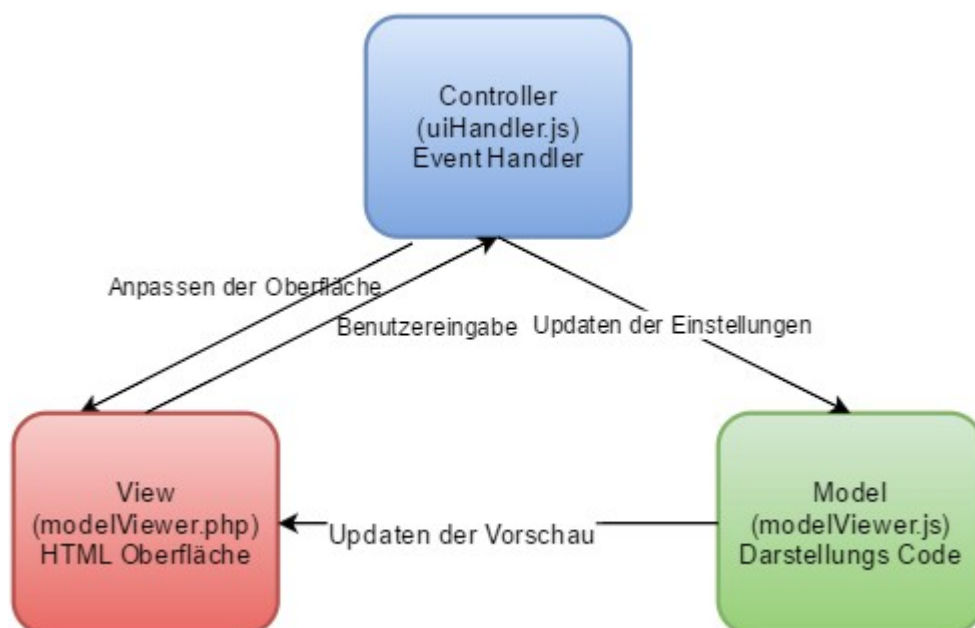 Controller
(uiHandler.js)
Event Handler
Anpassen der Oberfläche
Benutzereingabe
Updaten der Einstellungen
View
(modelViewer.php)
HTML Oberfläche
Updaten der Vorschau
Model
(modelViewer.js)
Darstellungs Code